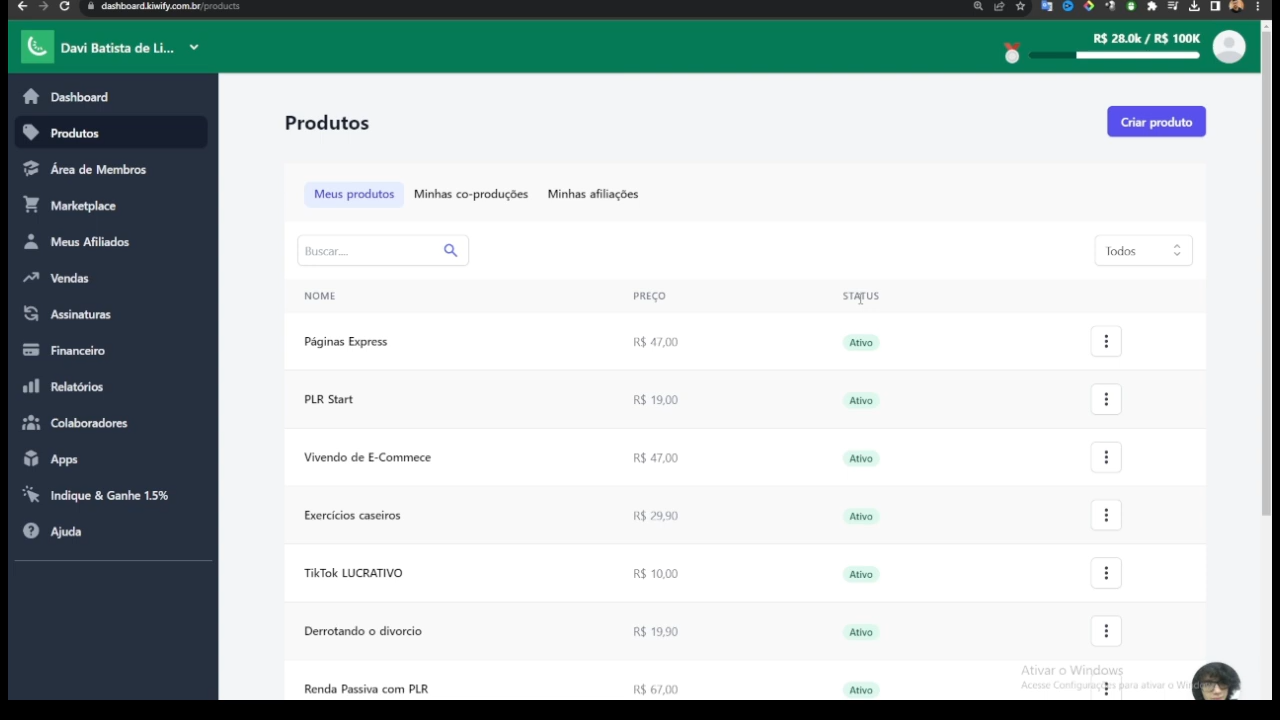 dashboard.kiwify.com.br/products
Davi Batista de Li...
R$ 28.0k / R$ 100K
Dashboard
Produtos
Área de Membros
Marketplace
Meus Afiliados
Vendas
Assinaturas
Financeiro
Relatórios
Colaboradores
Apps
Indique & Ganhe 1.5%
Ajuda
Produtos
Criar produto
Meus produtos Minhas co-produções Minhas afiliações
Buscar....
Todos
NOME PREÇO STATUS
Páginas Express R$ 47,00 Ativo
PLR Start R$ 19,00 Ativo
Vivendo de E-Commece R$ 47,00 Ativo
Exercícios caseiros R$ 29,90 Ativo
TikTok LUCRATIVO R$ 10,00 Ativo
Derrotando o divorcio R$ 19,90 Ativo
Renda Passiva com PLR R$ 67,00 Ativo
Ativar o Windows
Acesse para ativar o